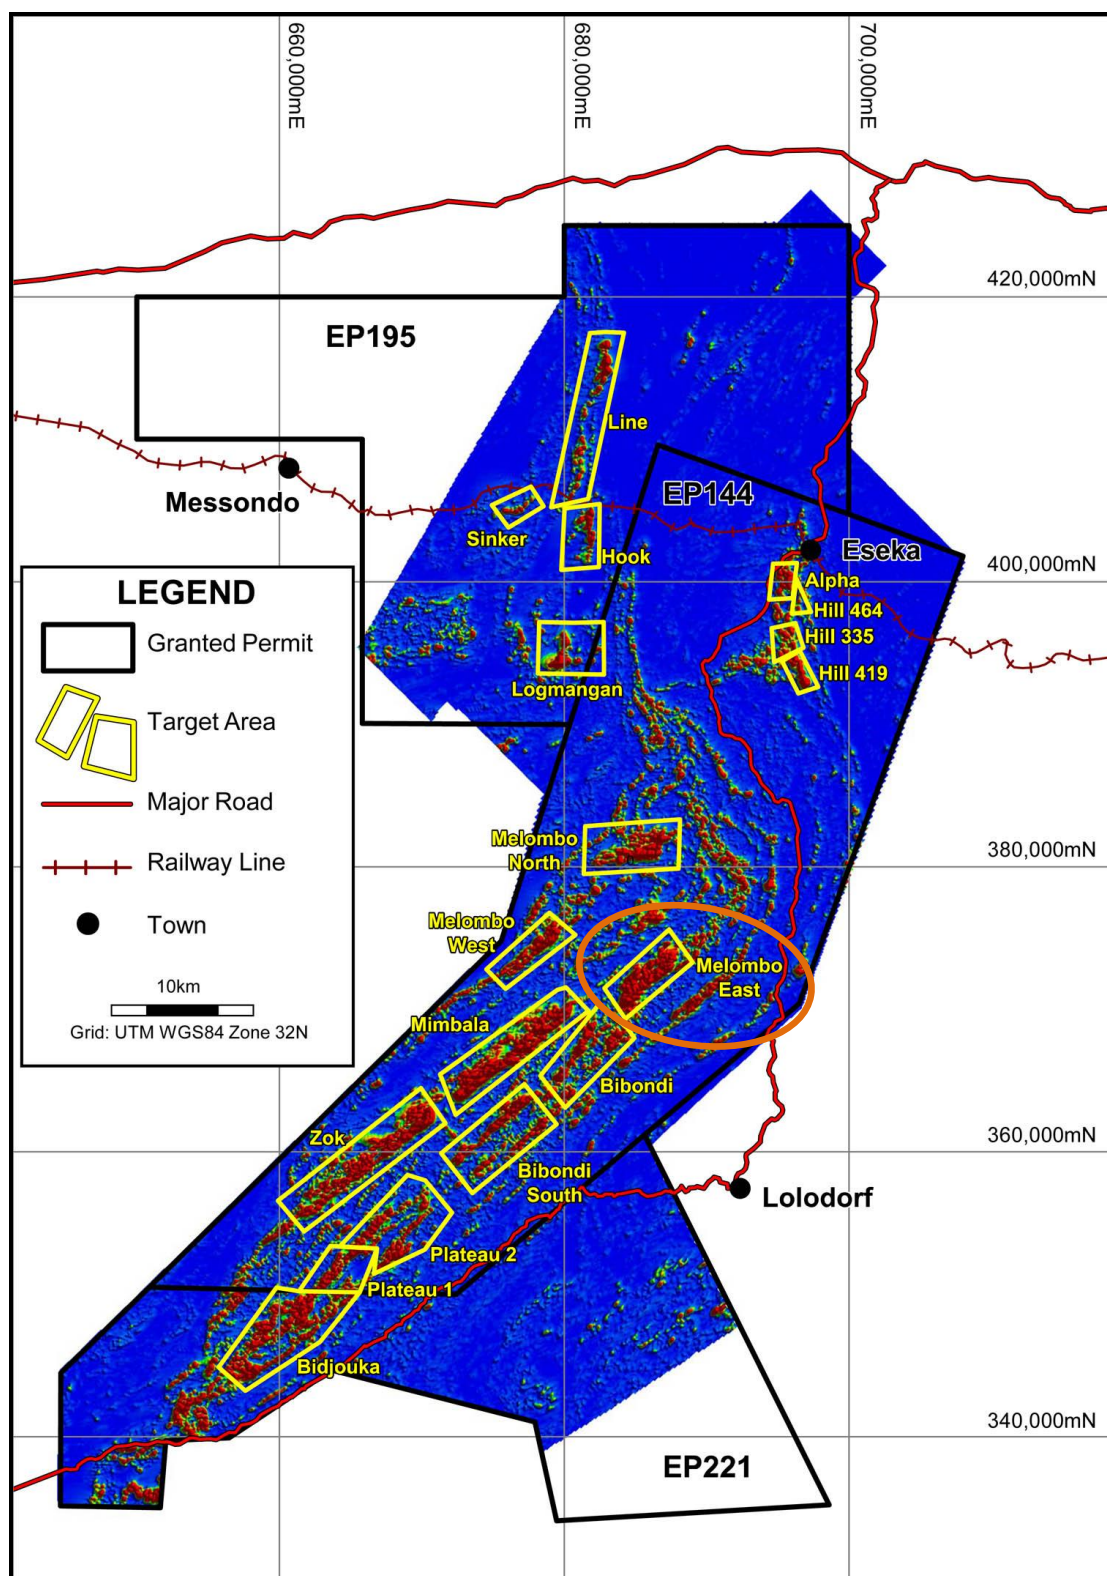 660,000mE
680,000mE
700,000mE
420,000mN
EP195
Line
EP144
Messondo
Sinker
Hook
Eseka
LEGEND
Granted Permit
Target Area
Major Road
Railway Line
Town
10km
Grid: UTM WGS84 Zone 32N
400,000mN
Alpha
Hill 464
Hill 335
Hill 419
Logmangan
Melombo
North
380,000mN
Melombo
West
Melombo
East
Mimbala
Bibondi
Zok
360,000mN
Bibondi
South
Lolodorf
Plateau 2
Plateau 1
Bidjouka
340,000mN
EP221